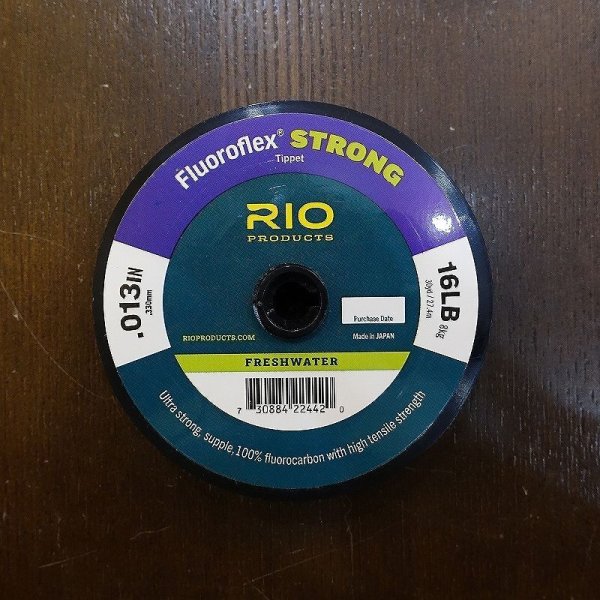 Fluoroflex® STRONG
Tippet
RIO
PRODUCTS
.013IN
.330mm
16LB
8kg
30yd / 27.4m
Purchase Date
RIOPRODUCTS.COM
Made in JAPAN
FRESHWATER
7 30884 22442 0
Ultra strong, supple, 100% fluorocarbon with high tensile strength